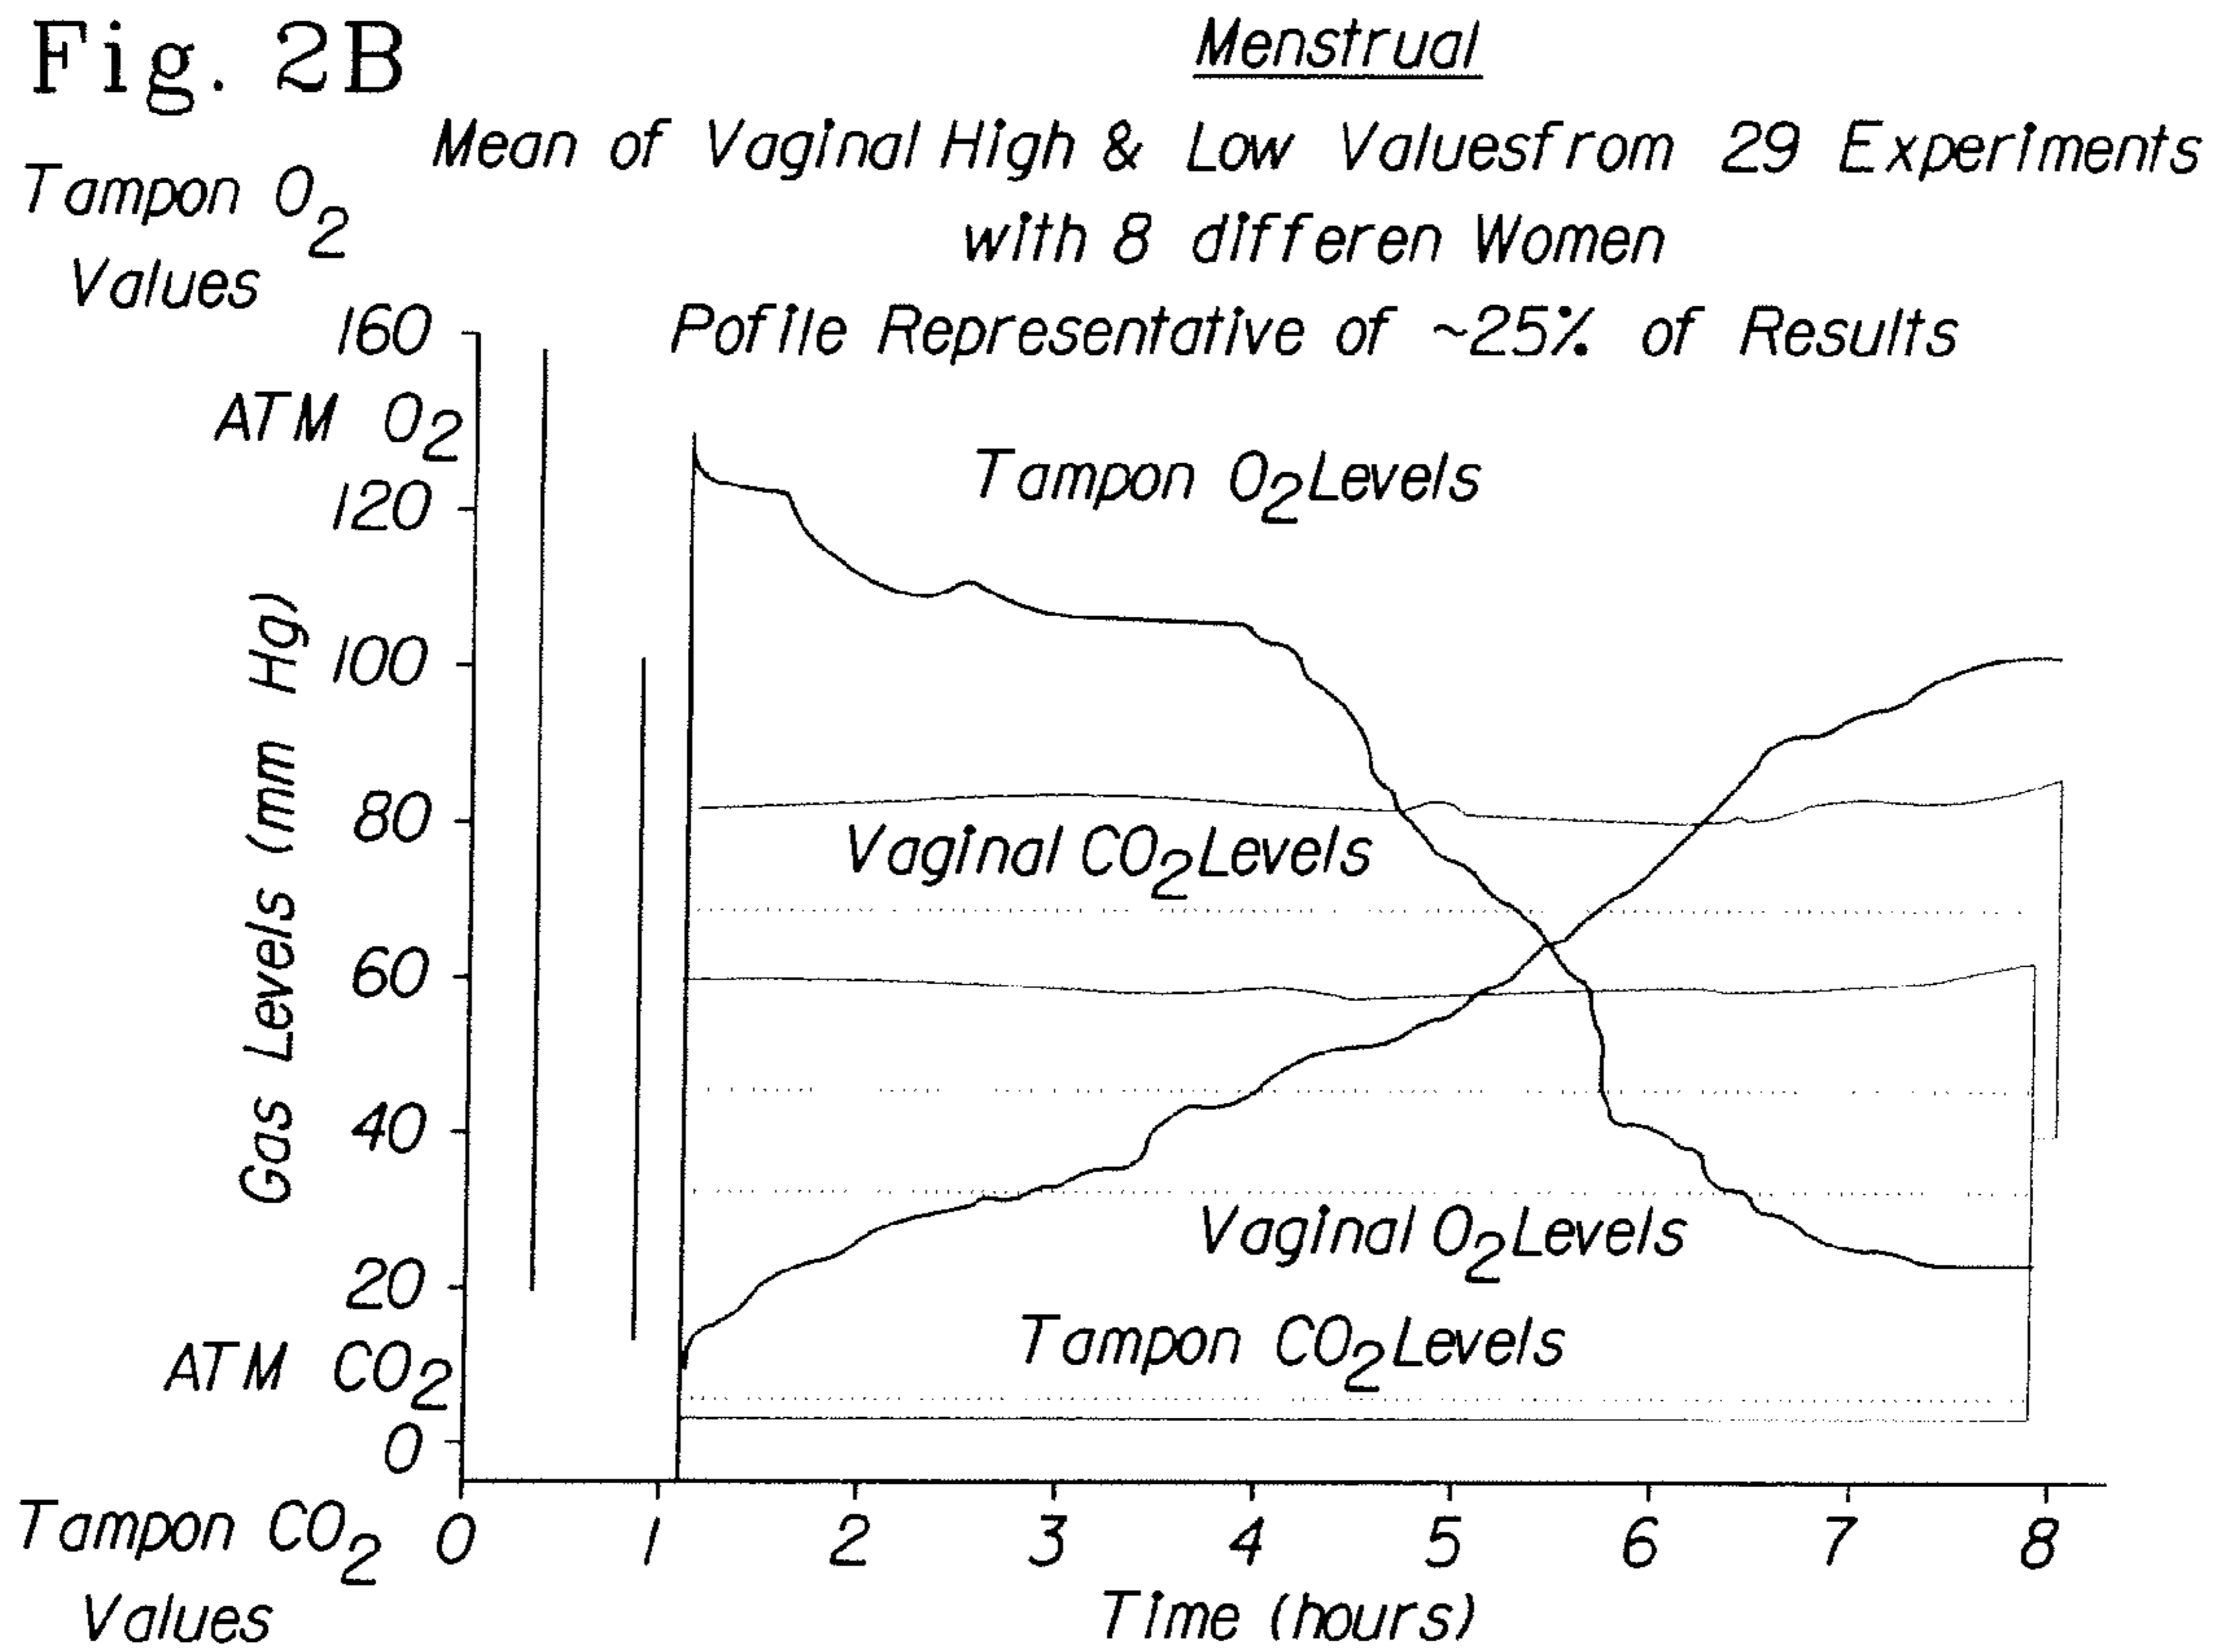 Fig. 2B
Menstrual
Mean of Vaginal High & Low Valuesfrom 29 Experiments
with 8 differen Women
Pofile Representative of ~25% of Results
Tampon O2
Values
160
ATM O2
120
100
80
60
40
20
ATM CO2
0
Gas Levels (mm Hg)
Tampon O2Levels
Vaginal CO2Levels
Vaginal O2Levels
Tampon CO2Levels
Tampon CO2
Values
0 1 2 3 4 5 6 7 8
Time (hours)